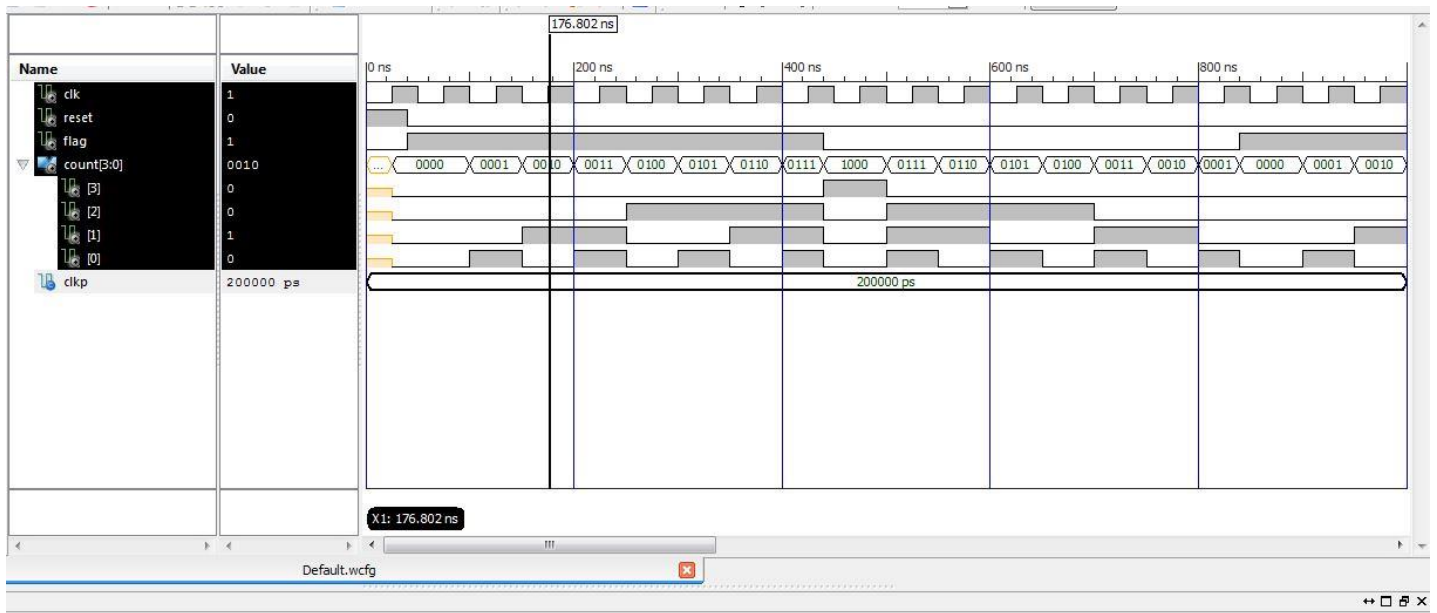 176.802 ns
Name Value 0 ns 200 ns 400 ns 600 ns 800 ns
clk 1
reset 0
flag 1
count[3:0] 0010 ... 0000 0001 0010 0011 0100 0101 0110 0111 1000 0111 0110 0101 0100 0011 0010 0001 0000 0001 0010
[3] 0
[2] 0
[1] 1
[0] 0
clkp 200000 ps 200000 ps
X1: 176.802 ns
Default.wcfg